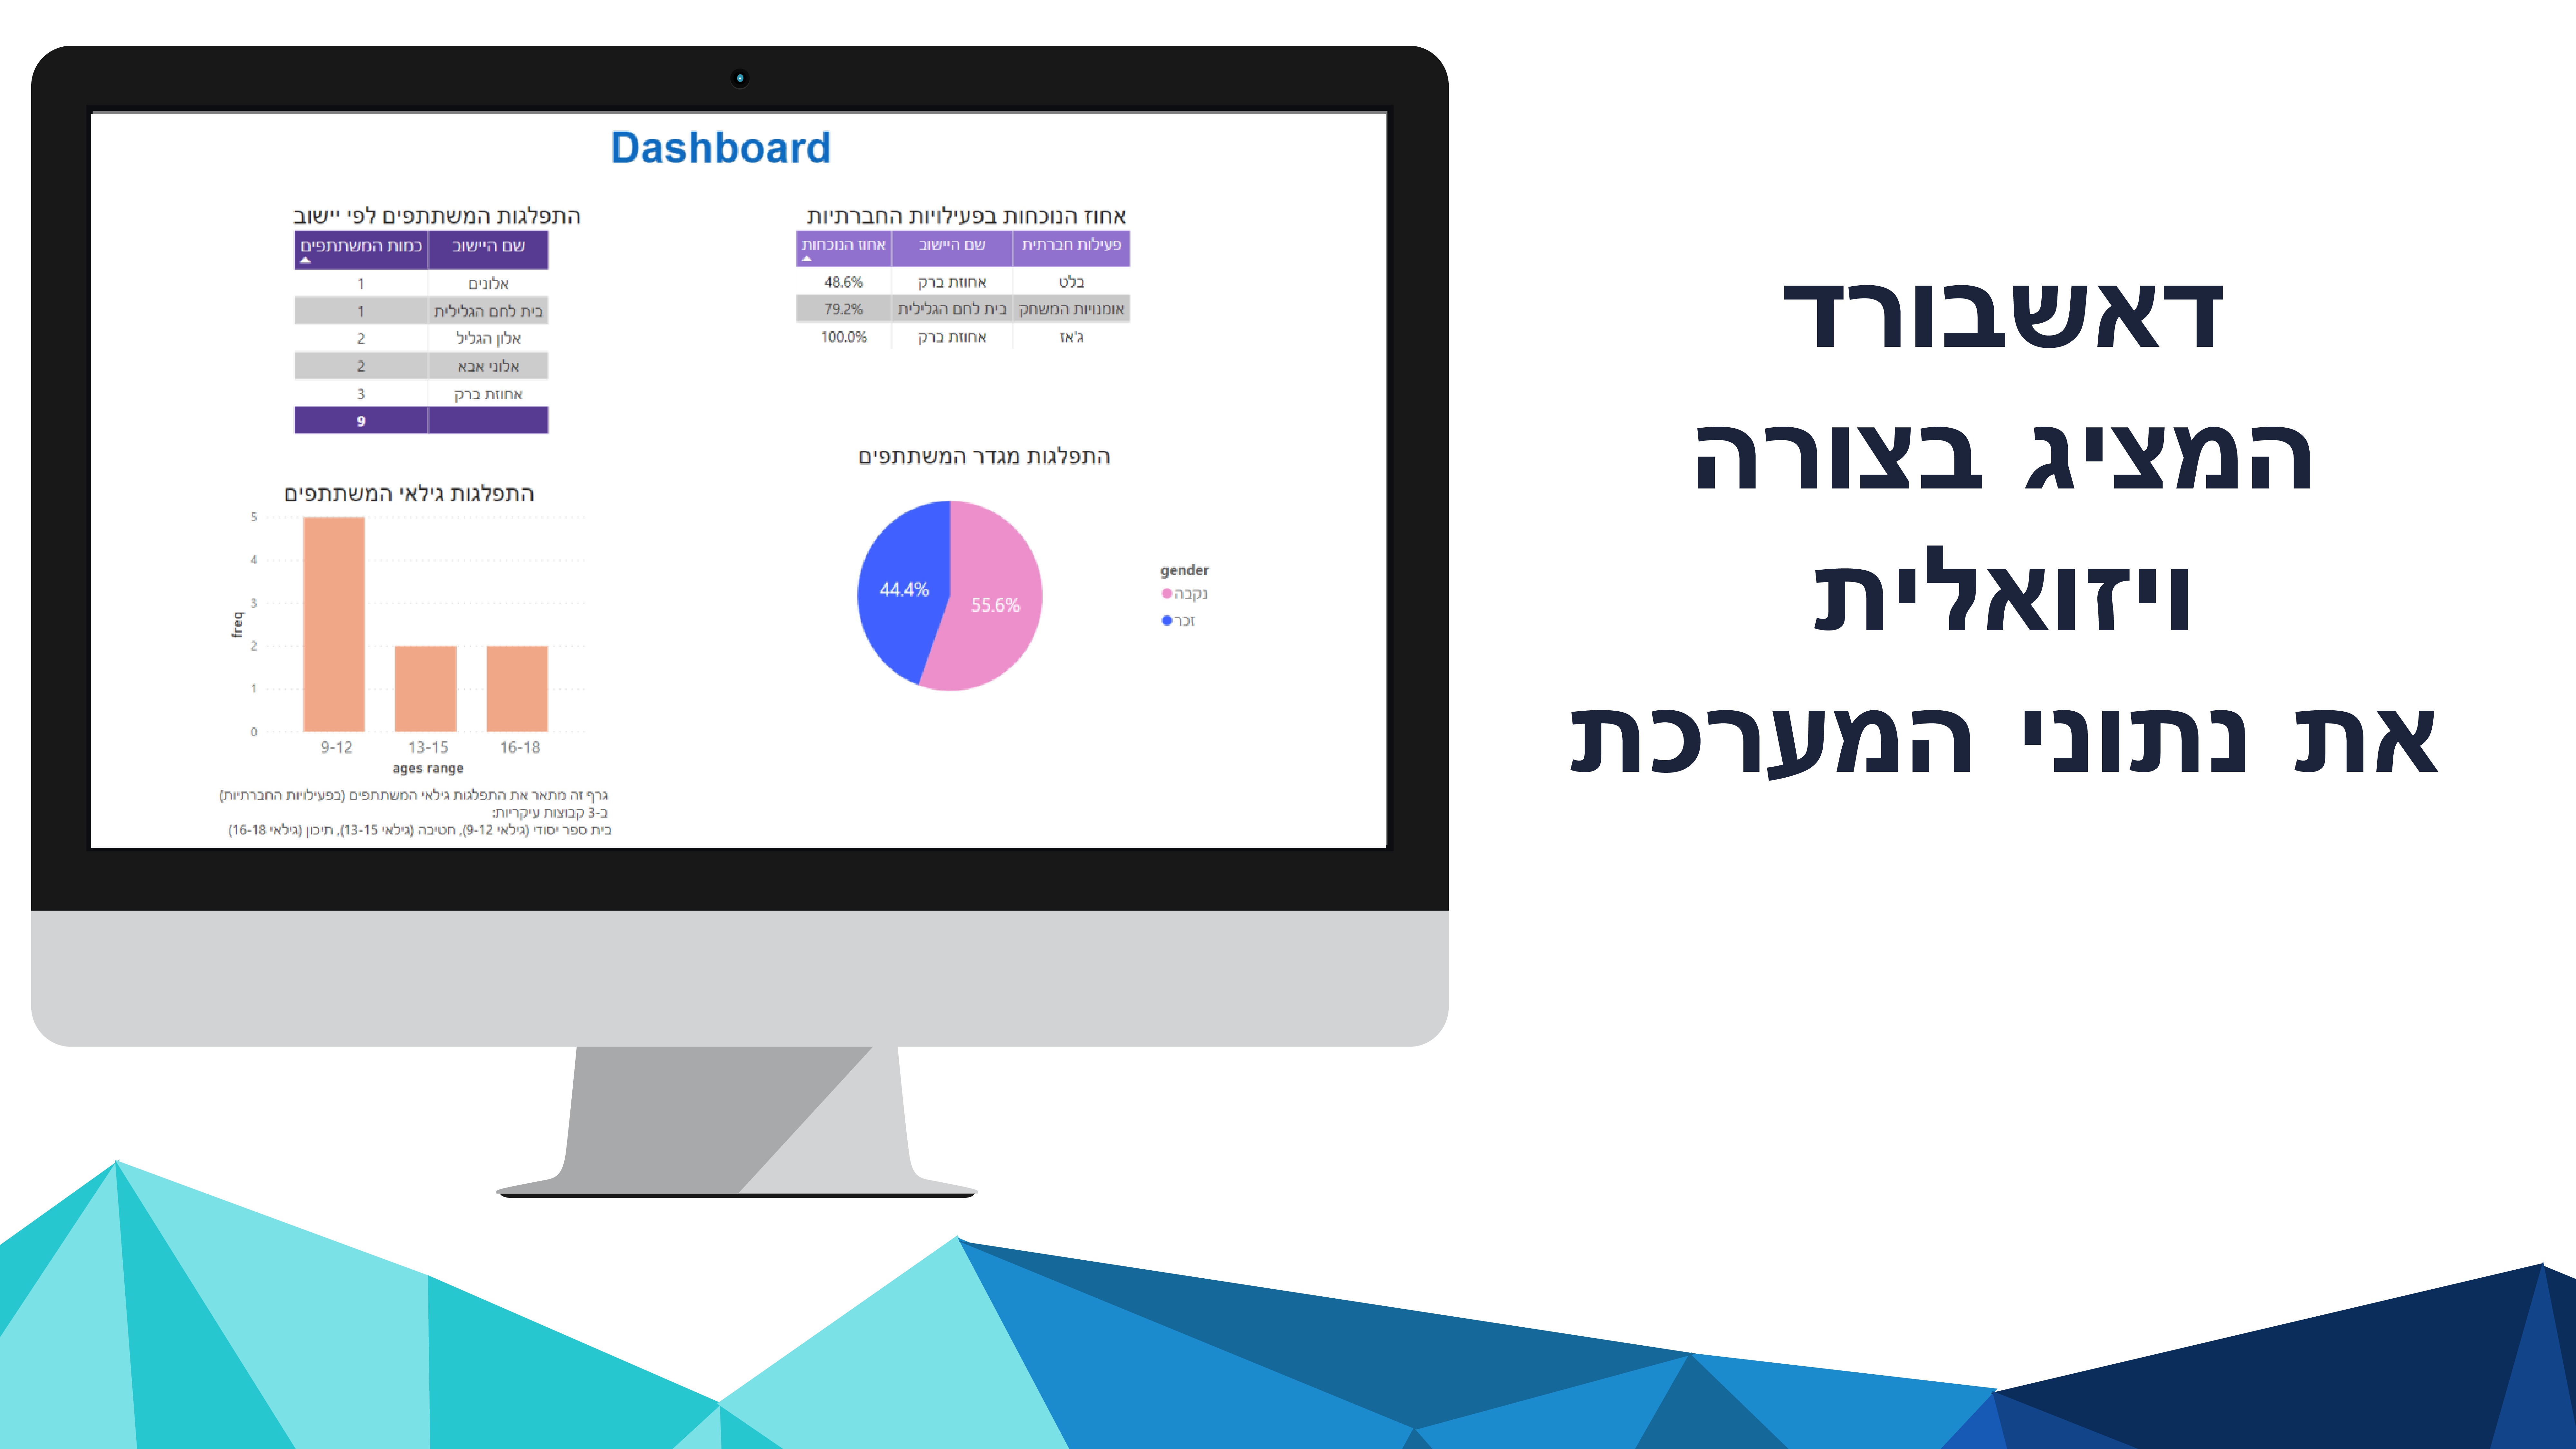 דאשבורד
המציג בצורה
ויזואלית
את נתוני המערכת
Dashboard
אחוז הנוכחות בפעילויות החברתיות
פעילות חברתית שם היישוב אחוז הנוכחות
בלט אחוזת ברק 48.6%
אומנויות המשחק בית לחם הגלילית 79.2%
ג'אז אחוזת ברק 100.0%
התפלגות המשתתפים לפי יישוב
שם היישוב כמות המשתתפים
אלונים 1
בית לחם הגלילית 1
אלון הגליל 2
אלוני אבא 2
אחוזת ברק 3
9
התפלגות מגדר המשתתפים
44.4%
55.6%
gender
נקבה
זכר
התפלגות גילאי המשתתפים
freq
5
4
3
2
1
0
9-12 13-15 16-18
ages range
גרף זה מתאר את התפלגות גילאי המשתתפים (בפעילויות החברתיות)
ב-3 קבוצות עיקריות:
בית ספר יסודי (גילאי 9-12), חטיבה (גילאי 13-15), תיכון (גילאי 16-18)